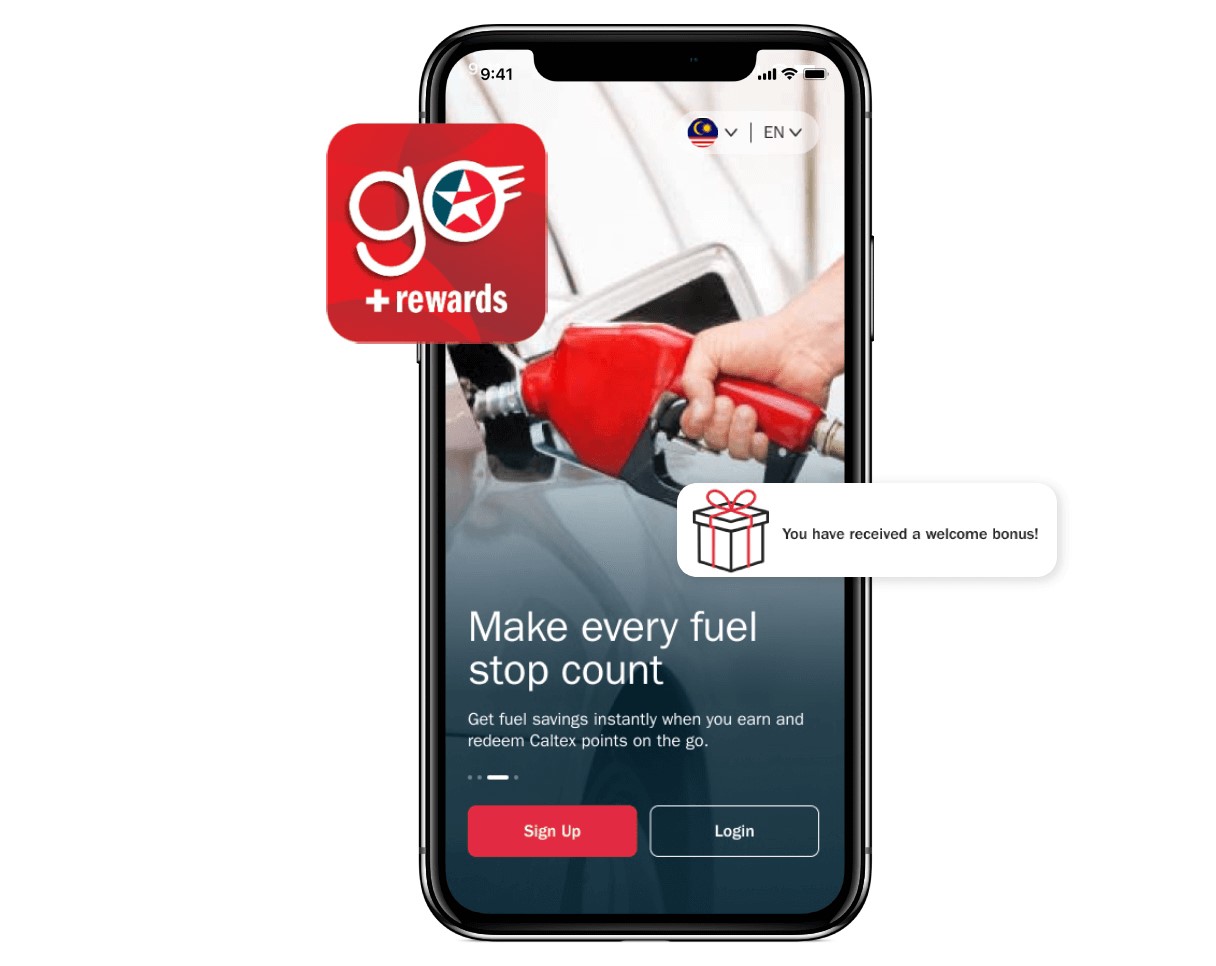 9:41
EN
go
+ rewards
You have received a welcome bonus!
Make every fuel
stop count
Get fuel savings instantly when you earn and
redeem Caltex points on the go.
Sign Up
Login